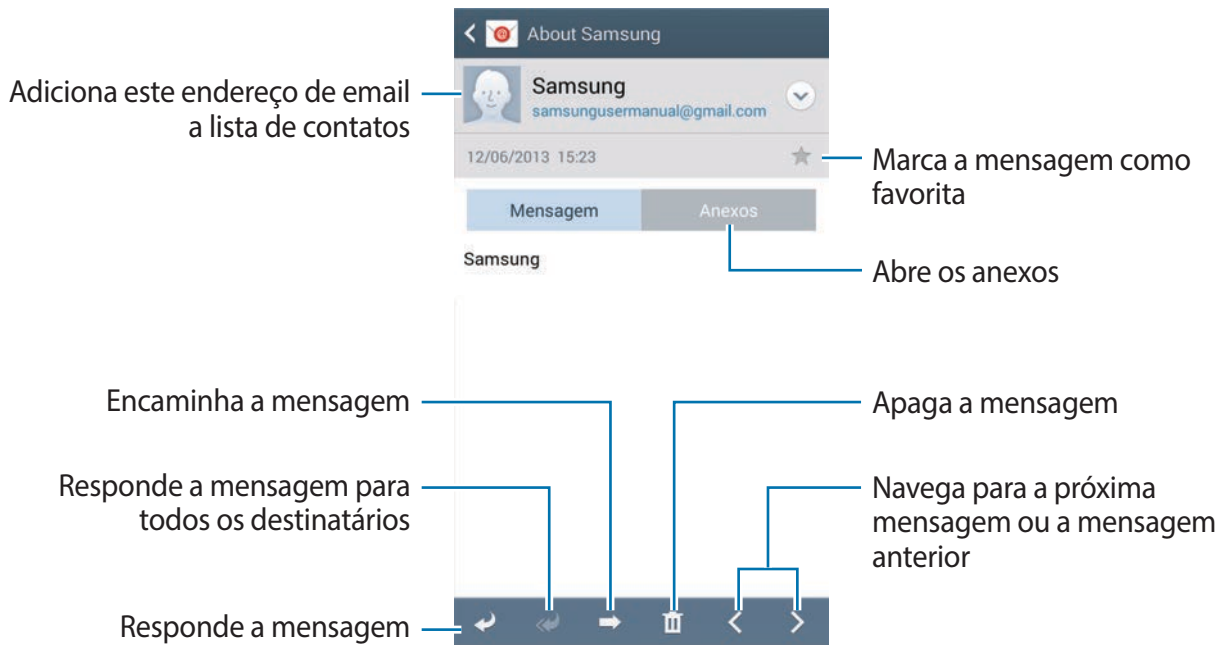 About Samsung
Adiciona este endereço de email
a lista de contatos
Samsung
samsungusermanual@gmail.com
12/06/2013 15:23
Marca a mensagem como
favorita
Mensagem
Anexos
Samsung
Abre os anexos
Encaminha a mensagem
Apaga a mensagem
Responde a mensagem para
todos os destinatários
Navega para a próxima
mensagem ou a mensagem
anterior
Responde a mensagem